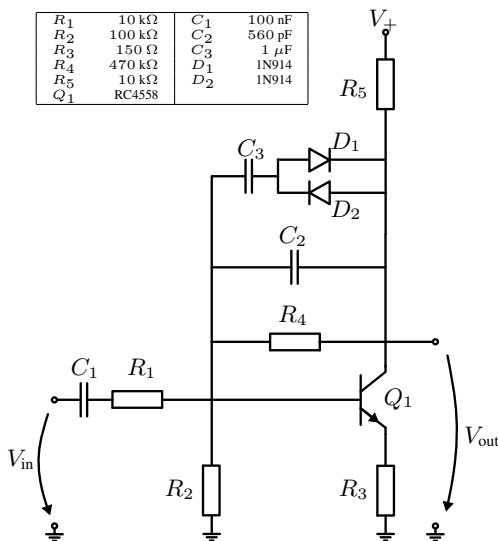 R1 10 kΩ C1 100 nF
R2 100 kΩ C2 560 pF
R3 150 Ω C3 1 μF
R4 470 kΩ D1 1N914
R5 10 kΩ D2 1N914
Q1 RC4558
V+
R5
D1
C3
D2
C2
R4
C1 R1
Q1
Vin
Vout
R2
R3